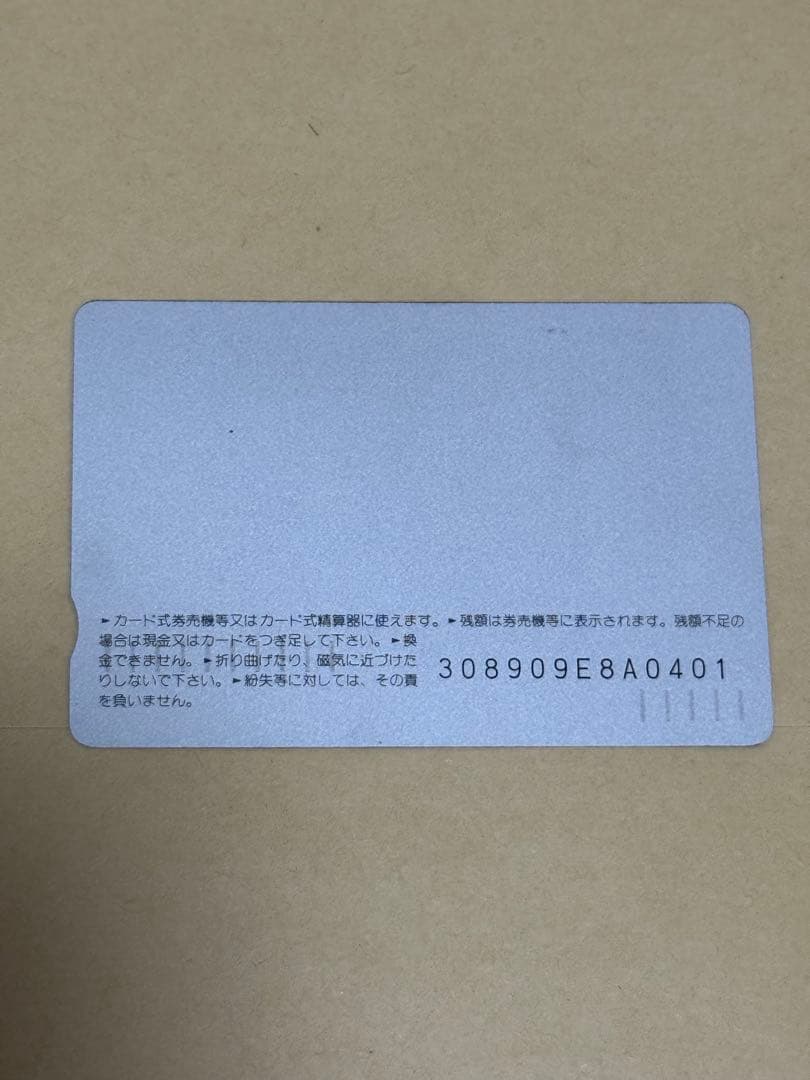 ►カード式券売機等又はカード式精算器に使えます。►残額は券売機等に表示されます。残額不足の
場合は現金又はカードをつぎ足して下さい。►換
金できません。►折り曲げたり、磁気に近づけた
りしないで下さい。►紛失等に対しては、その責
を負いません。
308909E8A0401